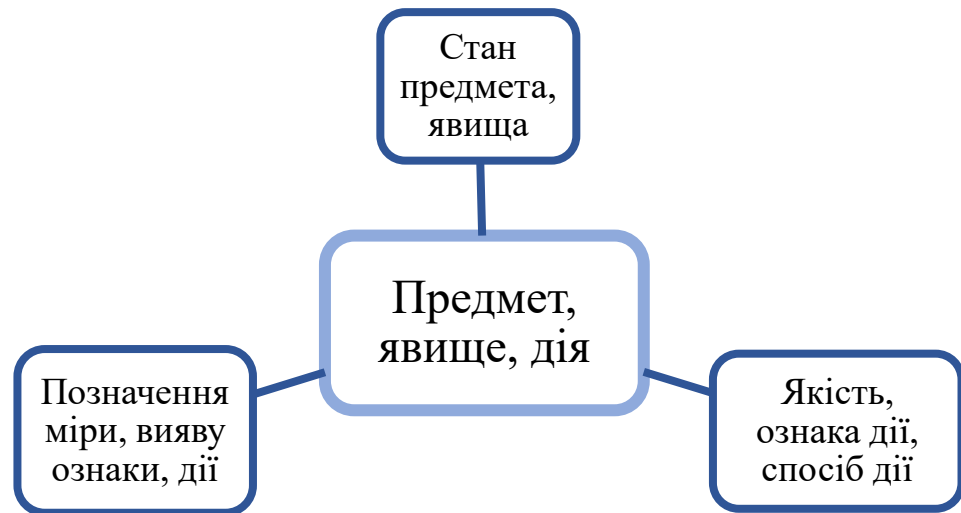 Стан
предмета,
явища
Предмет,
явище, дія
Позначення
міри, вияву
ознаки, дії
Якість,
ознака дії,
спосіб дії